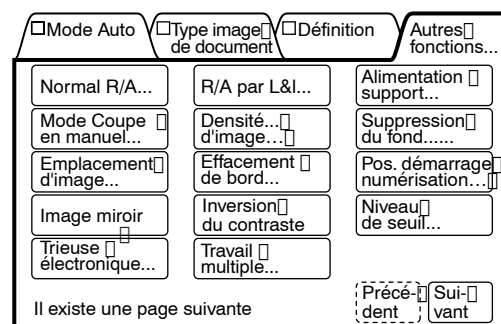 Mode Auto
Type image
de document
Définition
Autres
fonctions...
Normal R/A...
R/A par L&l...
Alimentation
support...
Mode Coupe
en manuel...
Densité...
d'image...
Suppression
du fond......
Emplacement
d'image...
Effacement
de bord...
Pos. démarrage
numérisation...
Image miroir
Inversion
du contraste
Niveau
de seuil...
Trieuse
électronique...
Travail
multiple...
Il existe une page suivante
Précé-
dent
Sui-
vant